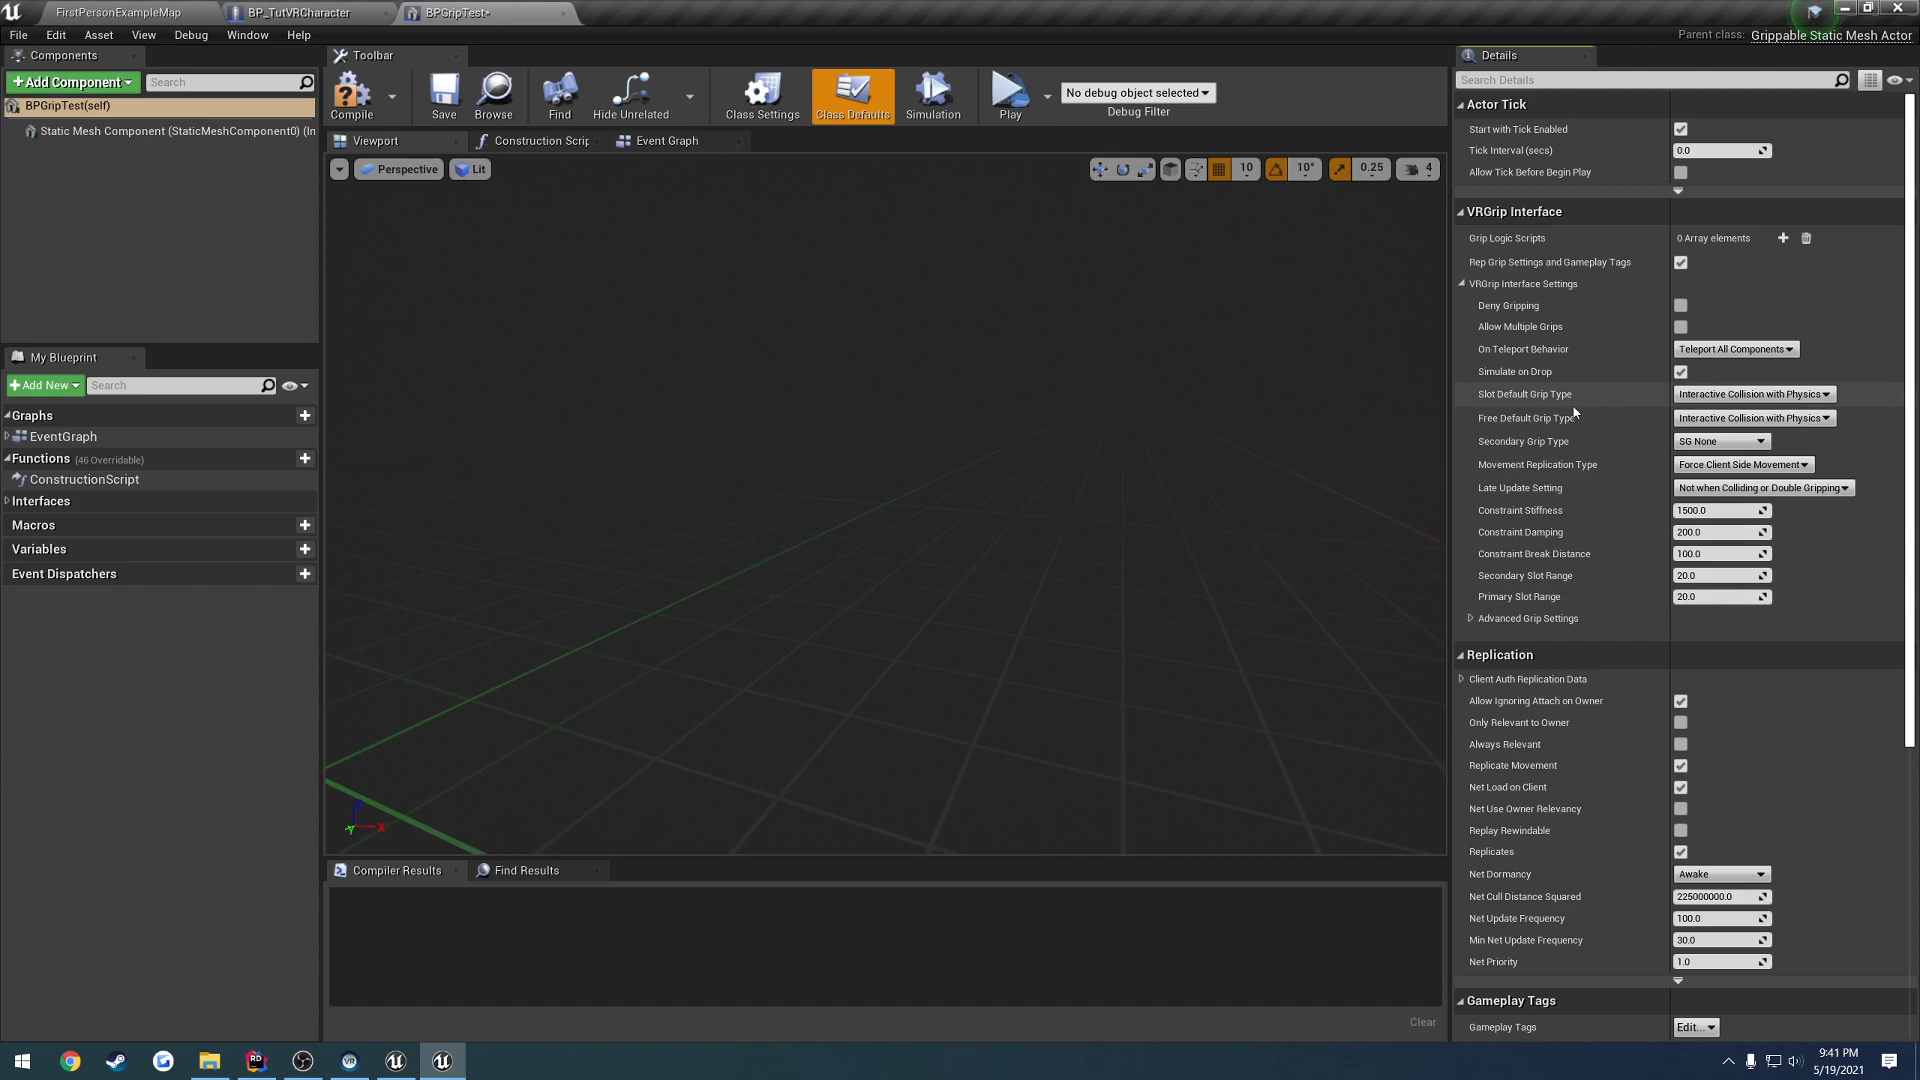 FirstPersonExampleMap
BP_TutVRCharacter
BPGripTest*
File Edit Asset View Debug Window Help
Parent class: Grippable Static Mesh Actor
Components
+Add Component
Search
BPGripTest(self)
Static Mesh Component (StaticMeshComponent0) (In
My Blueprint
+Add New
Search
Graphs
EventGraph
Functions (46 Overridable)
ConstructionScript
Interfaces
Macros
Variables
Event Dispatchers
Toolbar
Compile
Save
Browse
Find
Hide Unrelated
Class Settings
Class Defaults
Simulation
Play
No debug object selected
Debug Filter
Viewport
Construction Scrip
Event Graph
Perspective
Lit
10
10°
0.25
4
Z
Y
X
Compiler Results
Find Results
Clear
Details
Search Details
Actor Tick
Start with Tick Enabled
Tick Interval (secs) 0.0
Allow Tick Before Begin Play
VRGrip Interface
Grip Logic Scripts 0 Array elements
Rep Grip Settings and Gameplay Tags
VRGrip Interface Settings
Deny Gripping
Allow Multiple Grips
On Teleport Behavior Teleport All Components
Simulate on Drop
Slot Default Grip Type Interactive Collision with Physics
Free Default Grip Type Interactive Collision with Physics
Secondary Grip Type SG None
Movement Replication Type Force Client Side Movement
Late Update Setting Not when Colliding or Double Gripping
Constraint Stiffness 1500.0
Constraint Damping 200.0
Constraint Break Distance 100.0
Secondary Slot Range 20.0
Primary Slot Range 20.0
Advanced Grip Settings
Replication
Client Auth Replication Data
Allow Ignoring Attach on Owner
Only Relevant to Owner
Always Relevant
Replicate Movement
Net Load on Client
Net Use Owner Relevancy
Replay Rewindable
Replicates
Net Dormancy Awake
Net Cull Distance Squared 225000000.0
Net Update Frequency 100.0
Min Net Update Frequency 30.0
Net Priority 1.0
Gameplay Tags
Gameplay Tags Edit...
RD
VR
9:41 PM
5/19/2021